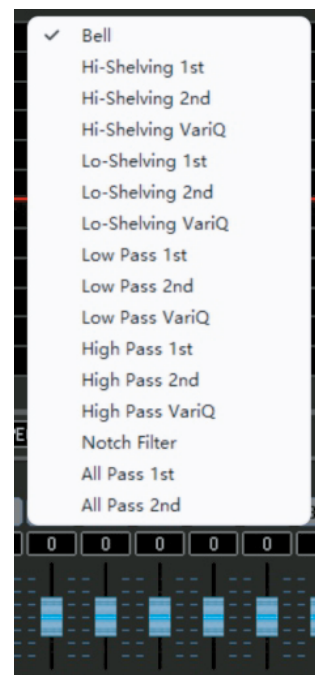 Bell
Hi-Shelving 1st
Hi-Shelving 2nd
Hi-Shelving VariQ
Lo-Shelving 1st
Lo-Shelving 2nd
Lo-Shelving VariQ
Low Pass 1st
Low Pass 2nd
Low Pass VariQ
High Pass 1st
High Pass 2nd
High Pass VariQ
Notch Filter
All Pass 1st
All Pass 2nd
0 0 0 0 0